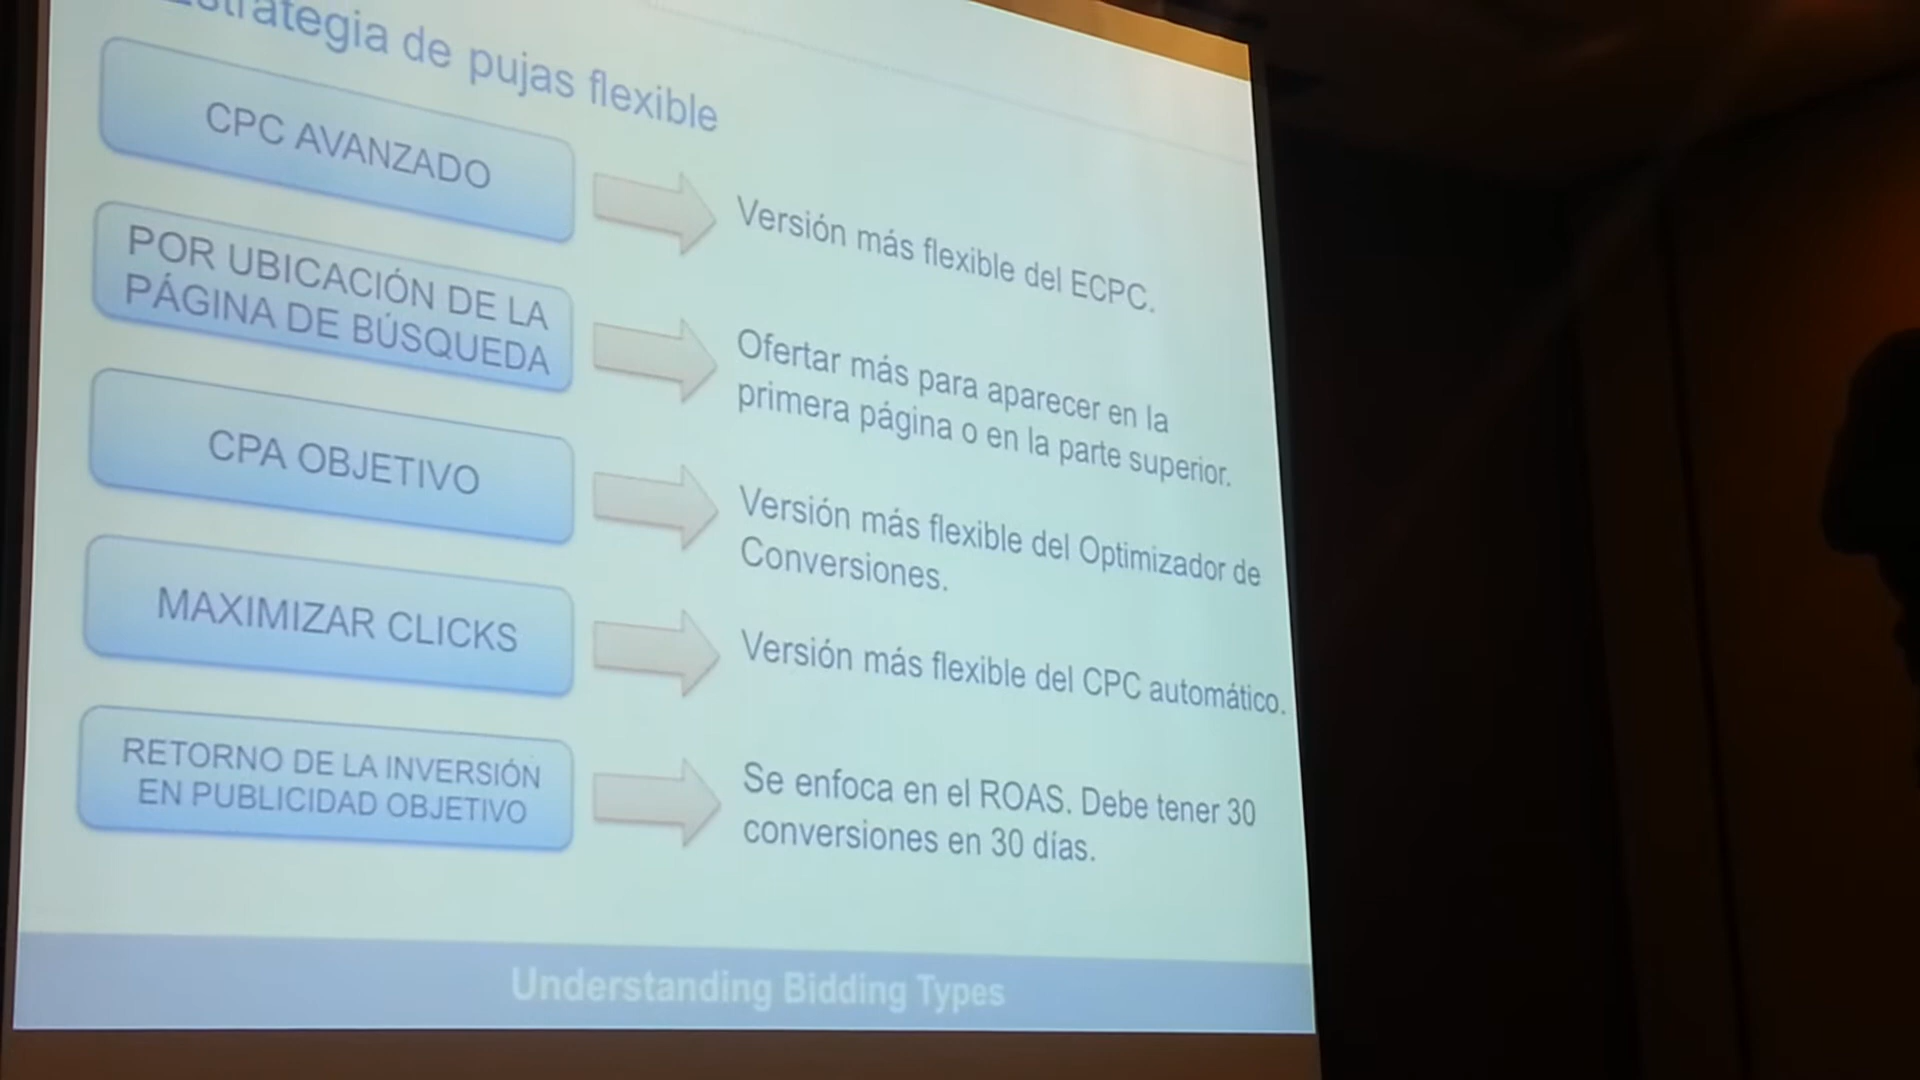 Estrategia de pujas flexible
CPC AVANZADO
Versión más flexible del ECPC.
POR UBICACIÓN DE LA
PÁGINA DE BÚSQUEDA
Ofertar más para aparecer en la
primera página o en la parte superior.
CPA OBJETIVO
Versión más flexible del Optimizador de
Conversiones.
MAXIMIZAR CLICKS
Versión más flexible del CPC automático.
RETORNO DE LA INVERSIÓN
EN PUBLICIDAD OBJETIVO
Se enfoca en el ROAS. Debe tener 30
conversiones en 30 días.
Understanding Bidding Types